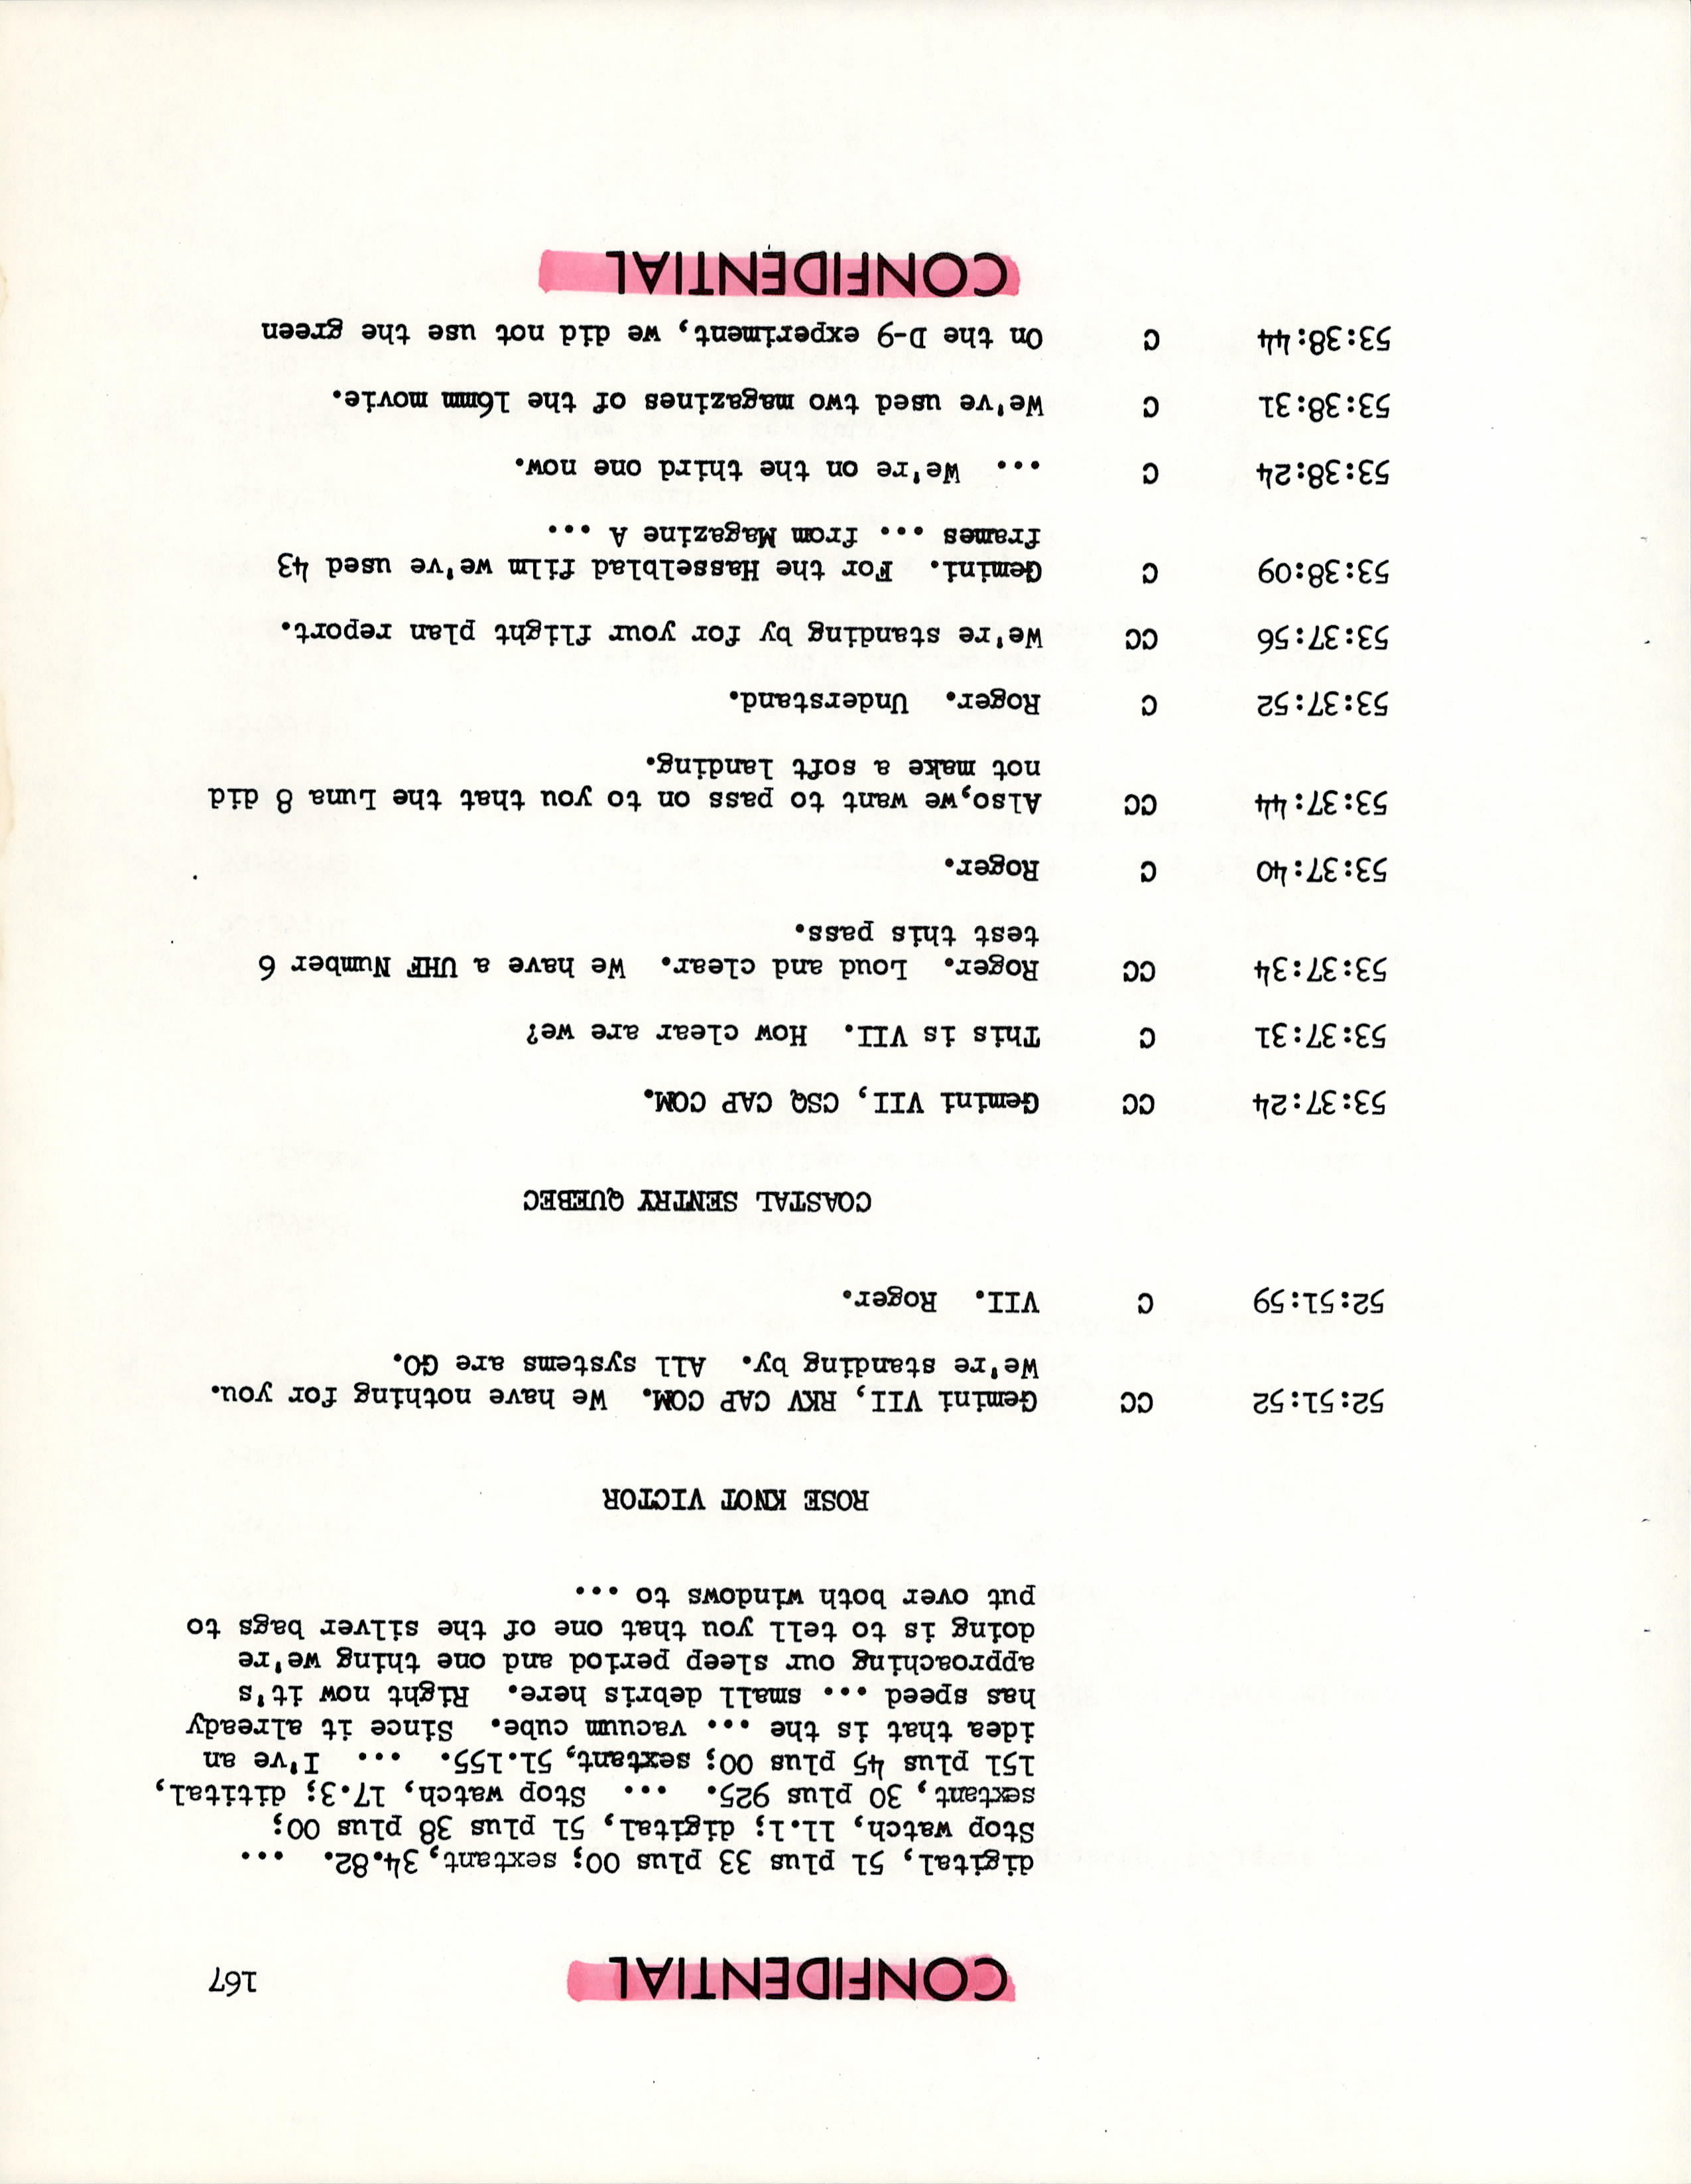 CONFIDENTIAL 167
digital, 51 plus 33 plus 00; sextant, 34.82. ...
Stop watch, 11.1; digital, 51 plus 38 plus 00;
sextant, 30 plus 925. ... Stop watch, 17.3; ditital,
151 plus 45 plus 00; sextant, 51.155. ... I've an
idea that is the ... vacuum cube. Since it already
has speed ... small debris here. Right now it's
approaching our sleep period and one thing we're
doing is to tell you that one of the silver bags to
put over both windows to ...
ROSE KNOT VICTOR
52:51:52 CC Gemini VII, RKV CAP COM. We have nothing for you.
We're standing by. All systems are GO.
52:51:59 C VII. Roger.
COASTAL SENTRY QUEBEC
53:37:24 CC Gemini VII, CSQ CAP COM.
53:37:31 C This is VII. How clear are we?
53:37:34 CC Roger. Loud and clear. We have a UHF Number 6
test this pass.
53:37:40 C Roger.
53:37:44 CC Also,we want to pass on to you that the Luna 8 did
not make a soft landing.
53:37:52 C Roger. Understand.
53:37:56 CC We're standing by for your flight plan report.
53:38:09 C Gemini. For the Hasselblad film we've used 43
frames ... from Magazine A ...
53:38:24 C ... We're on the third one now.
53:38:31 C We've used two magazines of the 16mm movie.
53:38:44 C On the D-9 experiment, we did not use the green
CONFIDENTIAL